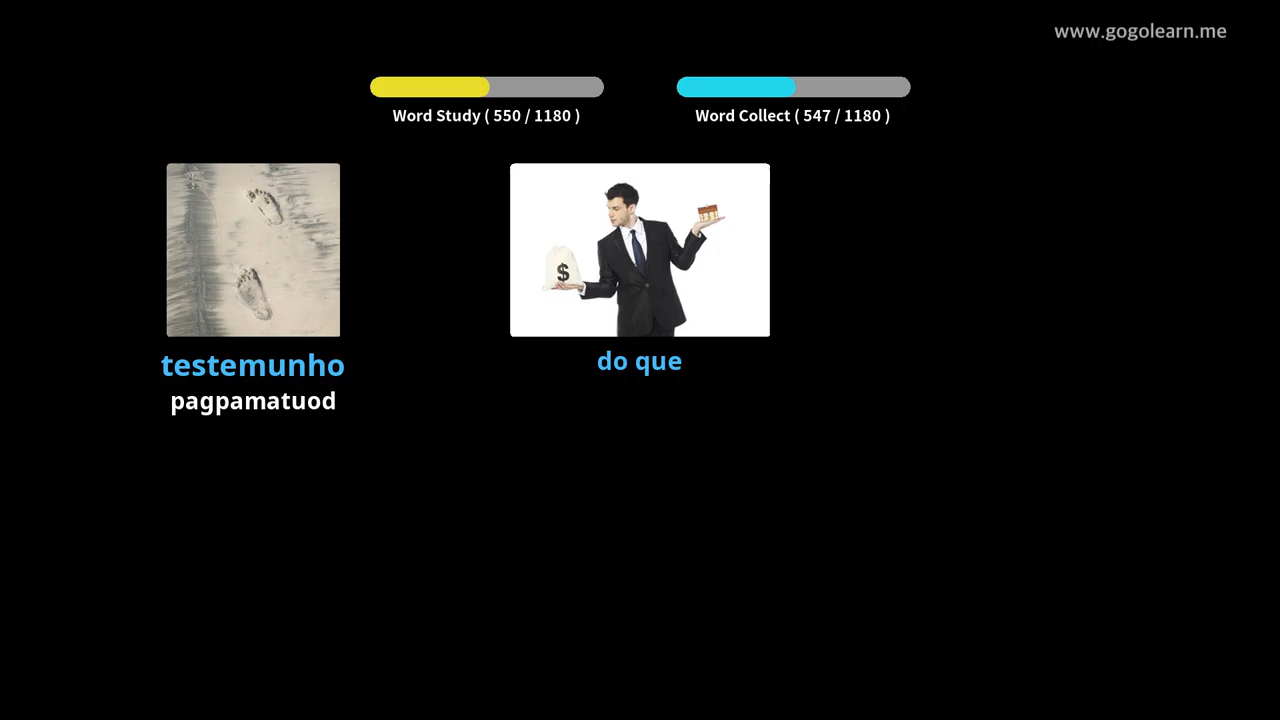 www.gogolearn.me
Word Study ( 550 / 1180 )
Word Collect ( 547 / 1180 )
$
testemunho
pagpamatuod
do que